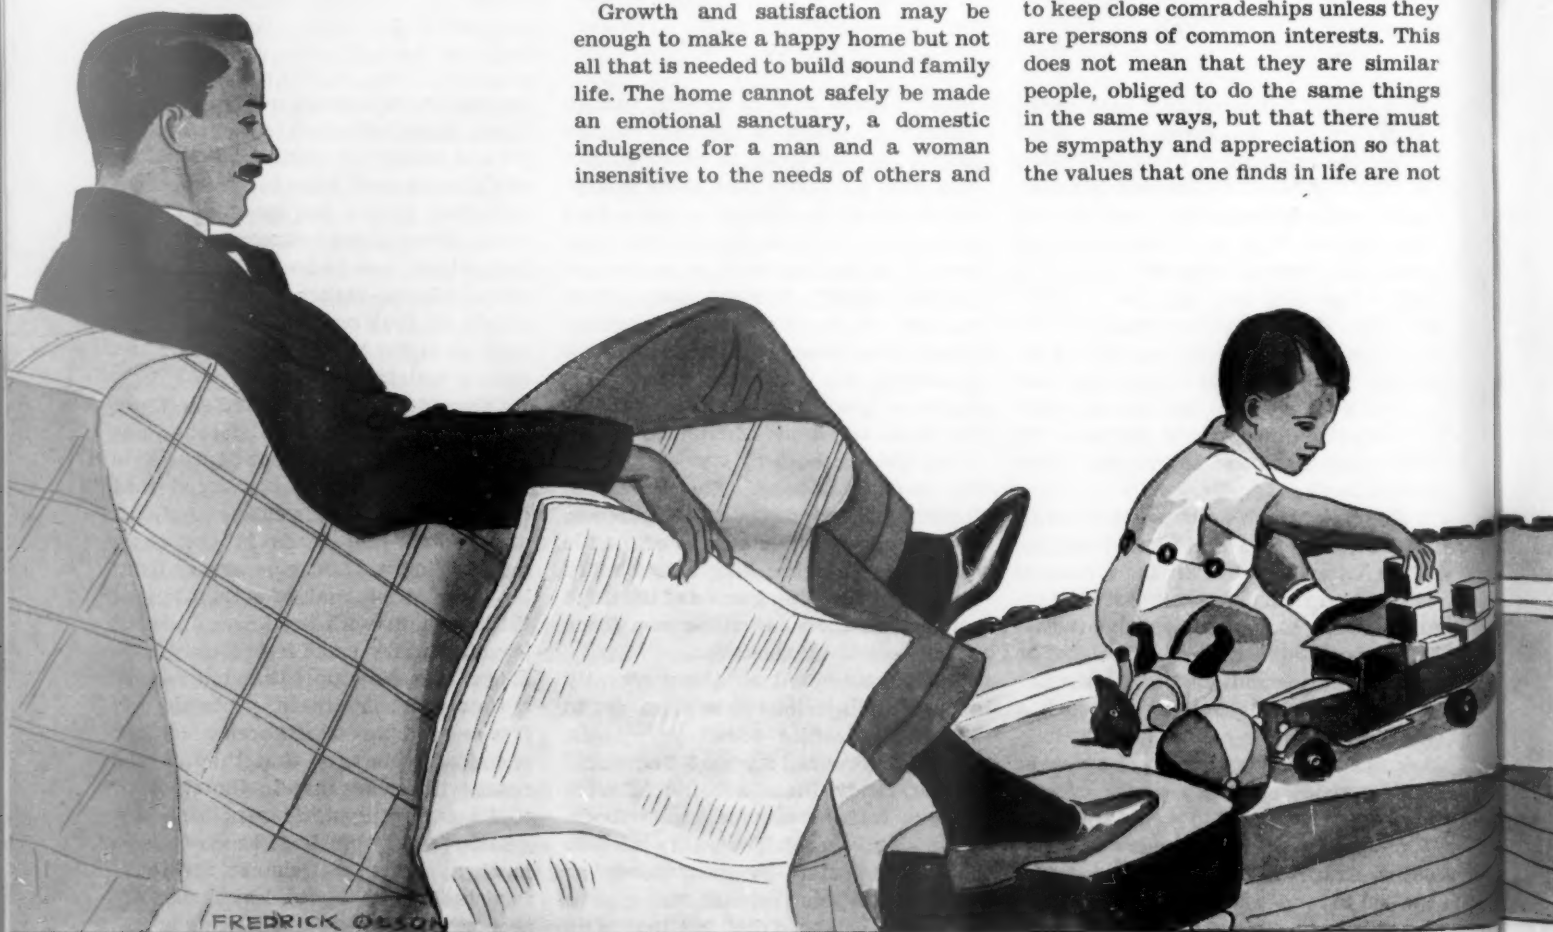 Growth and satisfaction may be
enough to make a happy home but not
all that is needed to build sound family
life. The home cannot safely be made
an emotional sanctuary, a domestic
indulgence for a man and a woman
insensitive to the needs of others and
to keep close comradeships unless they
are persons of common interests. This
does not mean that they are similar
people, obliged to do the same things
in the same ways, but that there must
be sympathy and appreciation so that
the values that one finds in life are not
FREDRICK OLSON